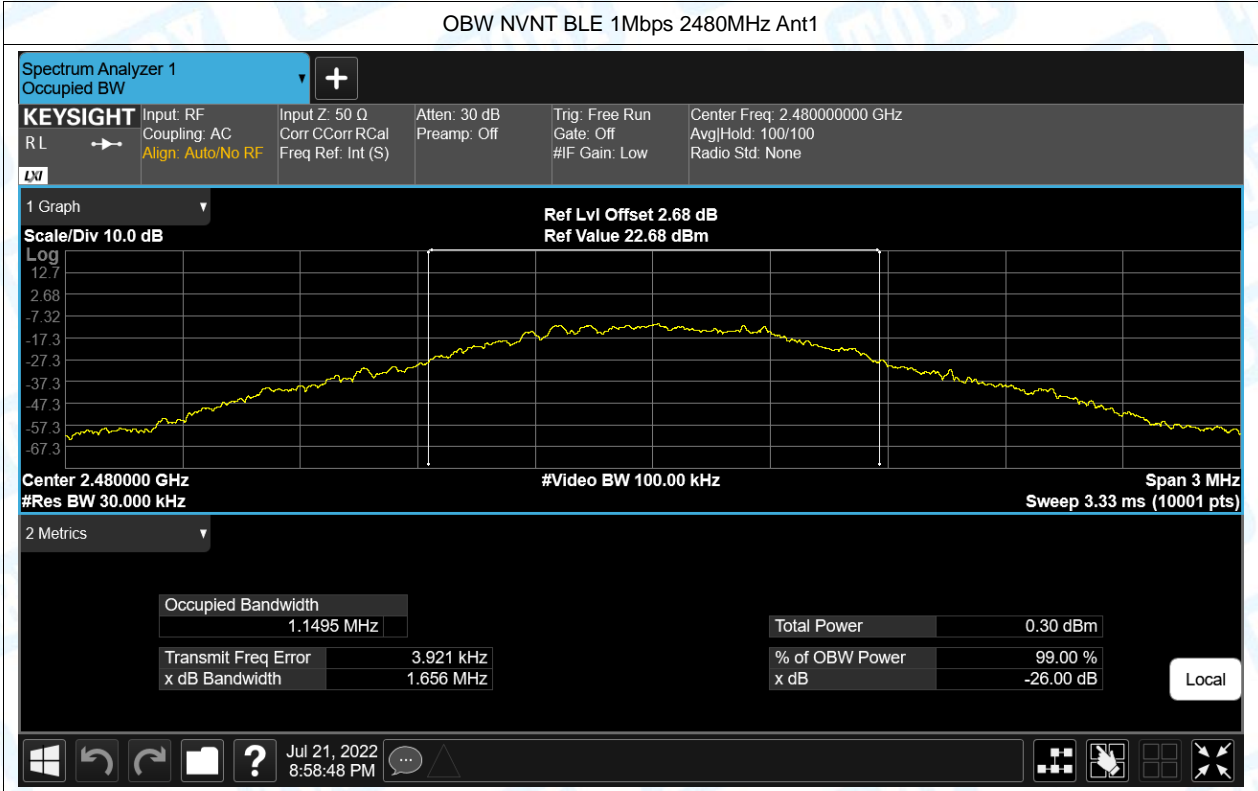 OBW NVNT BLE 1Mbps 2480MHz Ant1
Spectrum Analyzer 1
Occupied BW
KEYSIGHT
RL
LXI
Input: RF
Coupling: AC
Align: Auto/No RF
Input Z: 50 Ω
Corr CCorr RCal
Freq Ref: Int (S)
Atten: 30 dB
Preamp: Off
Trig: Free Run
Gate: Off
#IF Gain: Low
Center Freq: 2.480000000 GHz
Avg|Hold: 100/100
Radio Std: None
1 Graph
Scale/Div 10.0 dB
Ref Lvl Offset 2.68 dB
Ref Value 22.68 dBm
Log
12.7
2.68
-7.32
-17.3
-27.3
-37.3
-47.3
-57.3
-67.3
Center 2.480000 GHz
#Res BW 30.000 kHz
#Video BW 100.00 kHz
Span 3 MHz
Sweep 3.33 ms (10001 pts)
2 Metrics
Occupied Bandwidth
1.1495 MHz
Transmit Freq Error 3.921 kHz
x dB Bandwidth 1.656 MHz
Total Power 0.30 dBm
% of OBW Power 99.00 %
x dB -26.00 dB
Local
Jul 21, 2022
8:58:48 PM